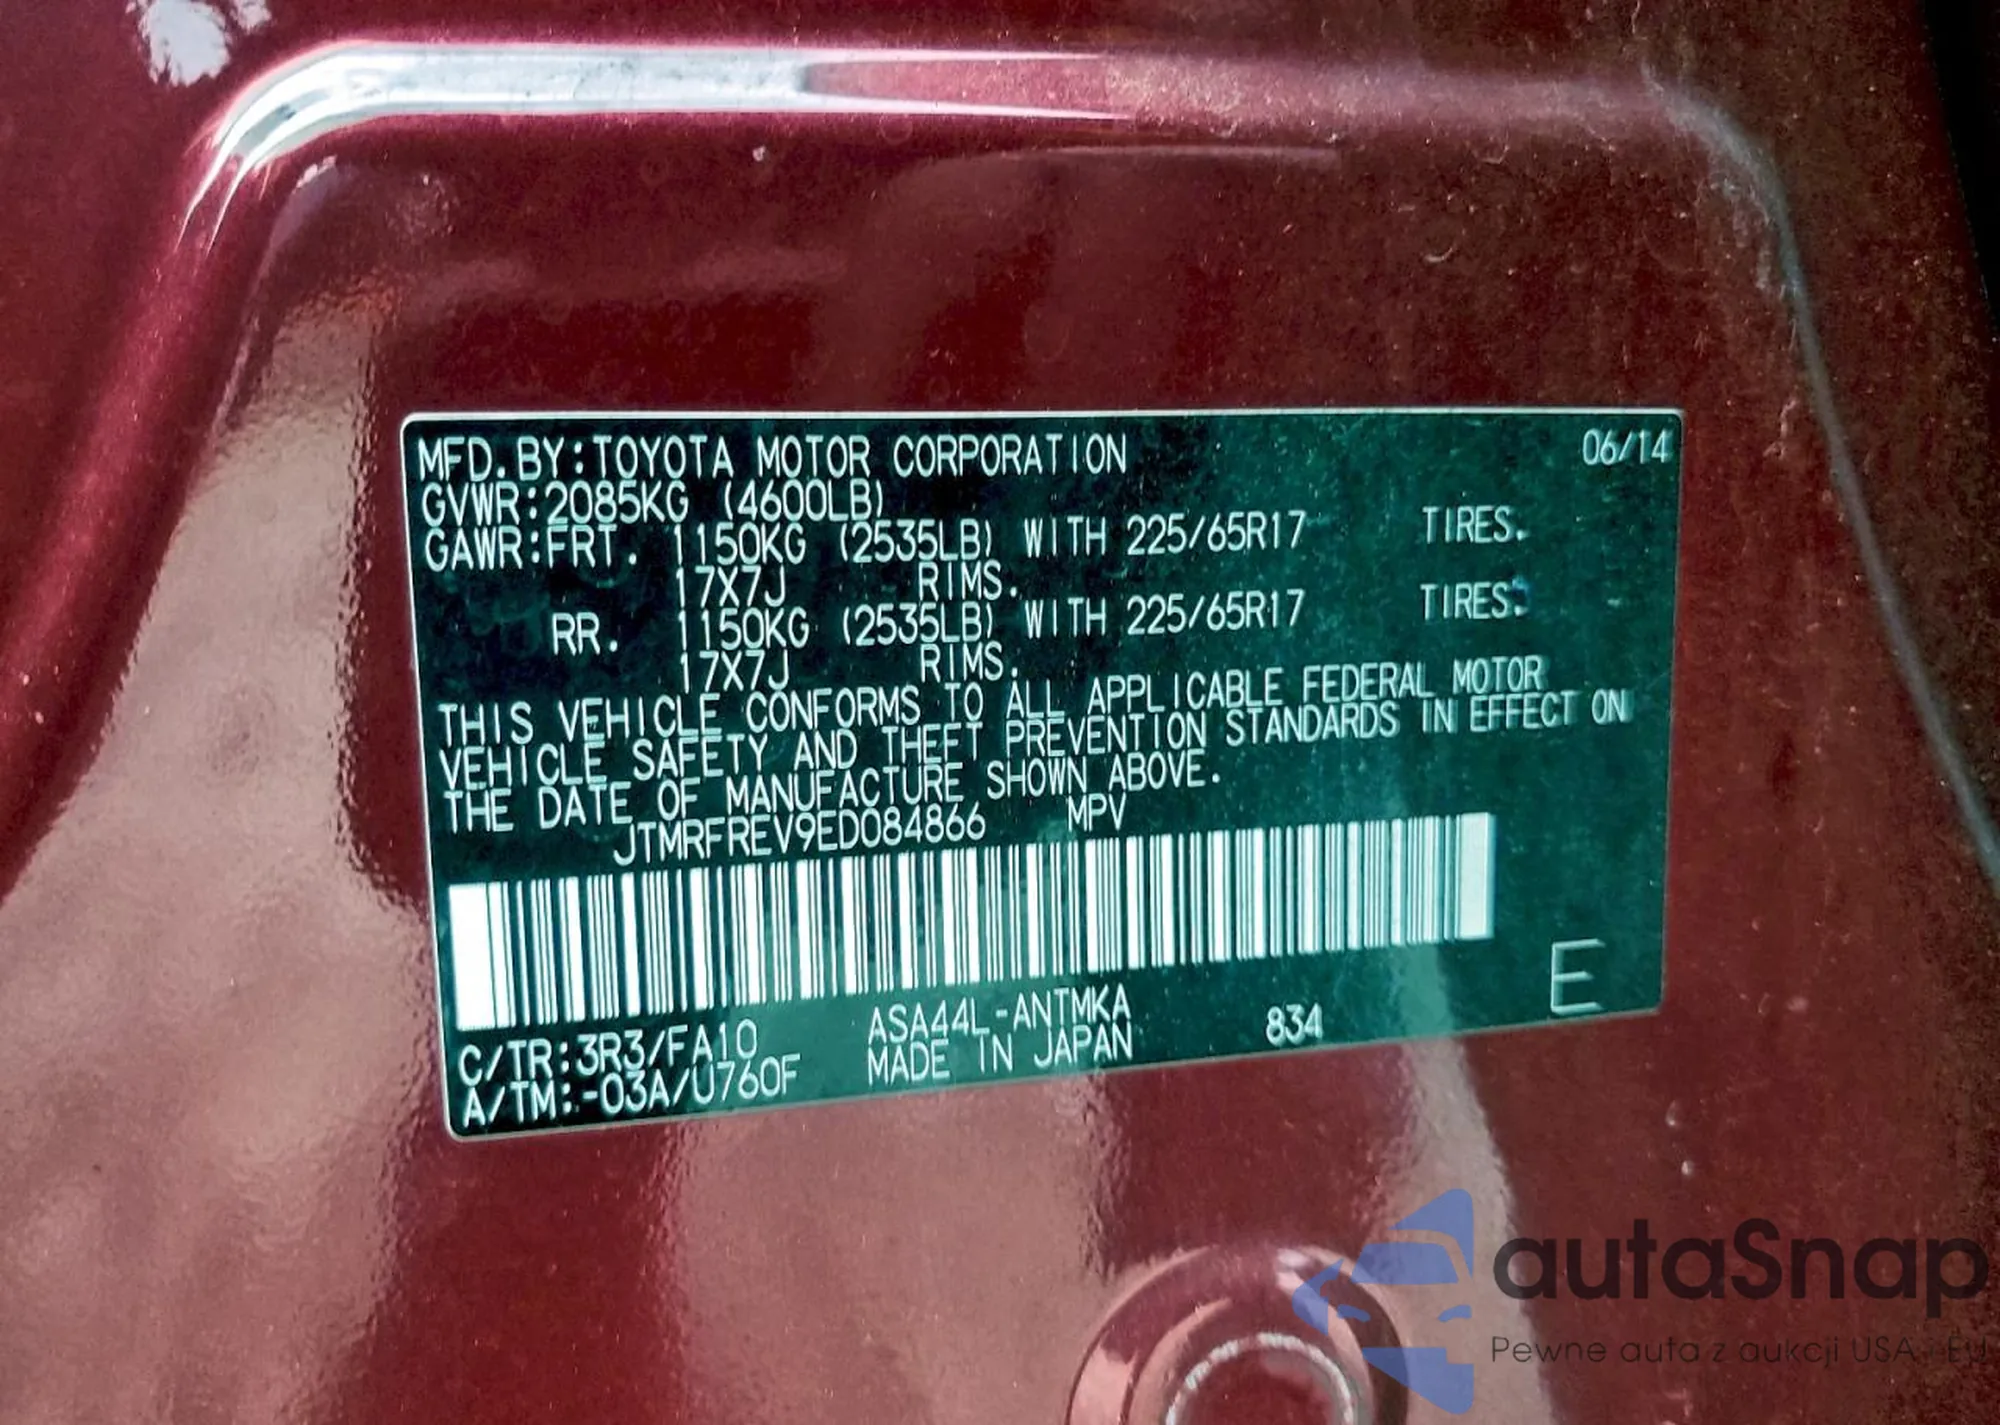 MFD.BY:TOYOTA MOTOR CORPORATION 06/14
GVWR:2085KG (4600LB)
GAWR:FRT. 1150KG (2535LB) WITH 225/65R17 TIRES.
17X7J RIMS.
RR. 1150KG (2535LB) WITH 225/65R17 TIRES.
17X7J RIMS.
THIS VEHICLE CONFORMS TO ALL APPLICABLE FEDERAL MOTOR
VEHICLE SAFETY AND THEFT PREVENTION STANDARDS IN EFFECT ON
THE DATE OF MANUFACTURE SHOWN ABOVE.
JTMRFREV9ED084866 MPV
E
C/TR:3R3/FA10 ASA44L-ANTMKA 834
A/TM:-03A/U760F MADE IN JAPAN
autaSnap
Pewne auta z aukcji USA i EU